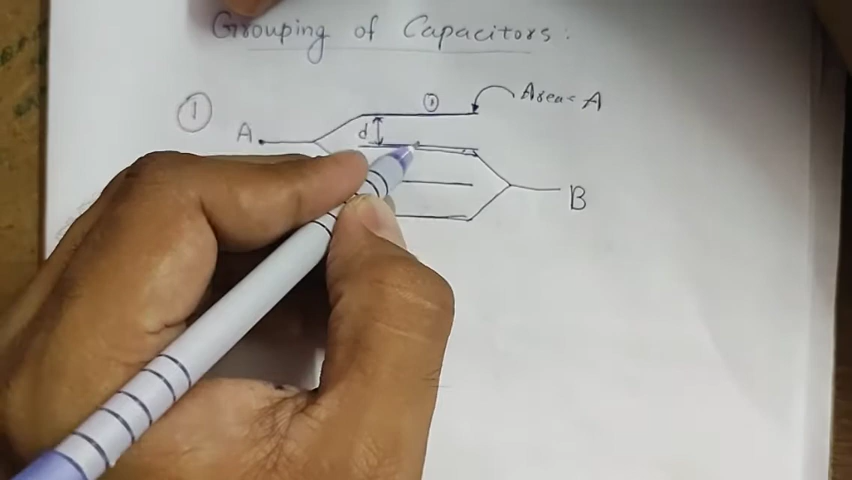 Grouping of Capacitors:
① ① Area = A
A d
B